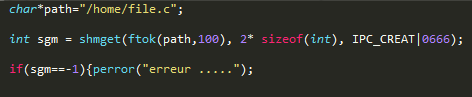 char*path="/home/file.c";
int sgm = shmget(ftok(path,100), 2* sizeof(int), IPC_CREAT|0666);
if(sgm==-1){perror("erreur .....");